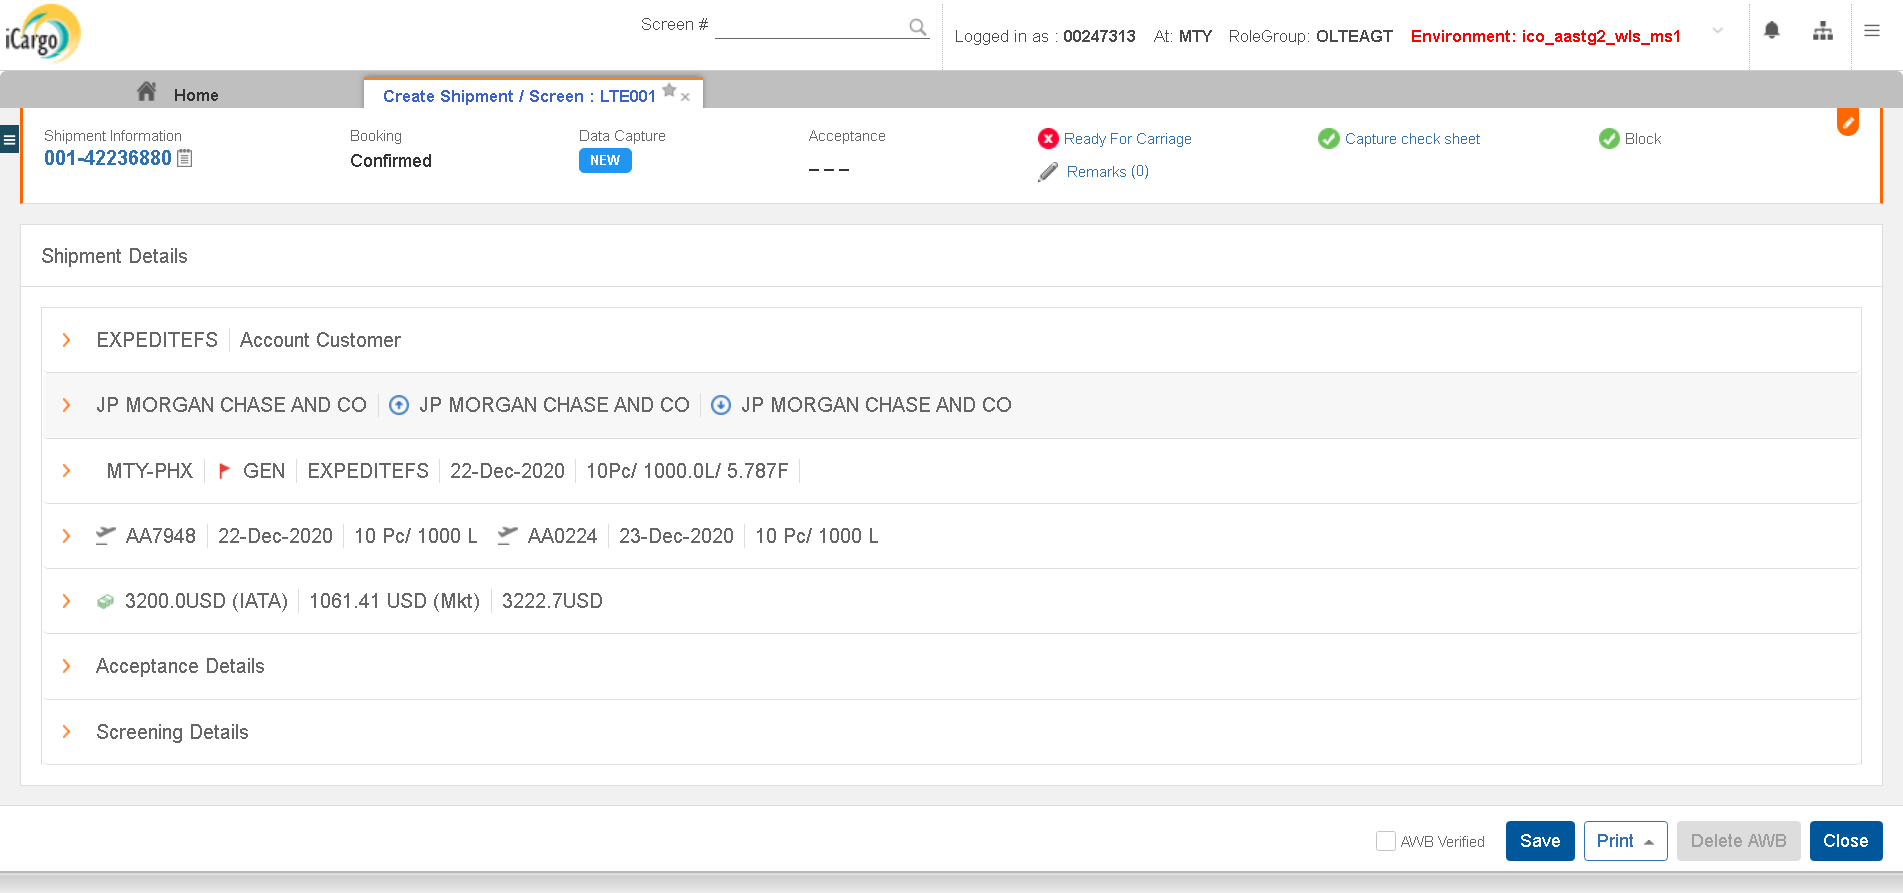 iCargo
Screen #
Logged in as : 00247313 At: MTY RoleGroup: OLTEAGT Environment: ico_aastg2_wls_ms1
Home
Create Shipment / Screen : LTE001 ×
Shipment Information
001-42236880
Booking
Confirmed
Data Capture
NEW
Acceptance
– – –
Ready For Carriage
Remarks (0)
Capture check sheet
Block
Shipment Details
EXPEDITEFS Account Customer
JP MORGAN CHASE AND CO JP MORGAN CHASE AND CO JP MORGAN CHASE AND CO
MTY-PHX GEN EXPEDITEFS 22-Dec-2020 10Pc/ 1000.0L/ 5.787F
AA7948 22-Dec-2020 10 Pc/ 1000 L AA0224 23-Dec-2020 10 Pc/ 1000 L
3200.0USD (IATA) 1061.41 USD (Mkt) 3222.7USD
Acceptance Details
Screening Details
AWB Verified Save Print Delete AWB Close